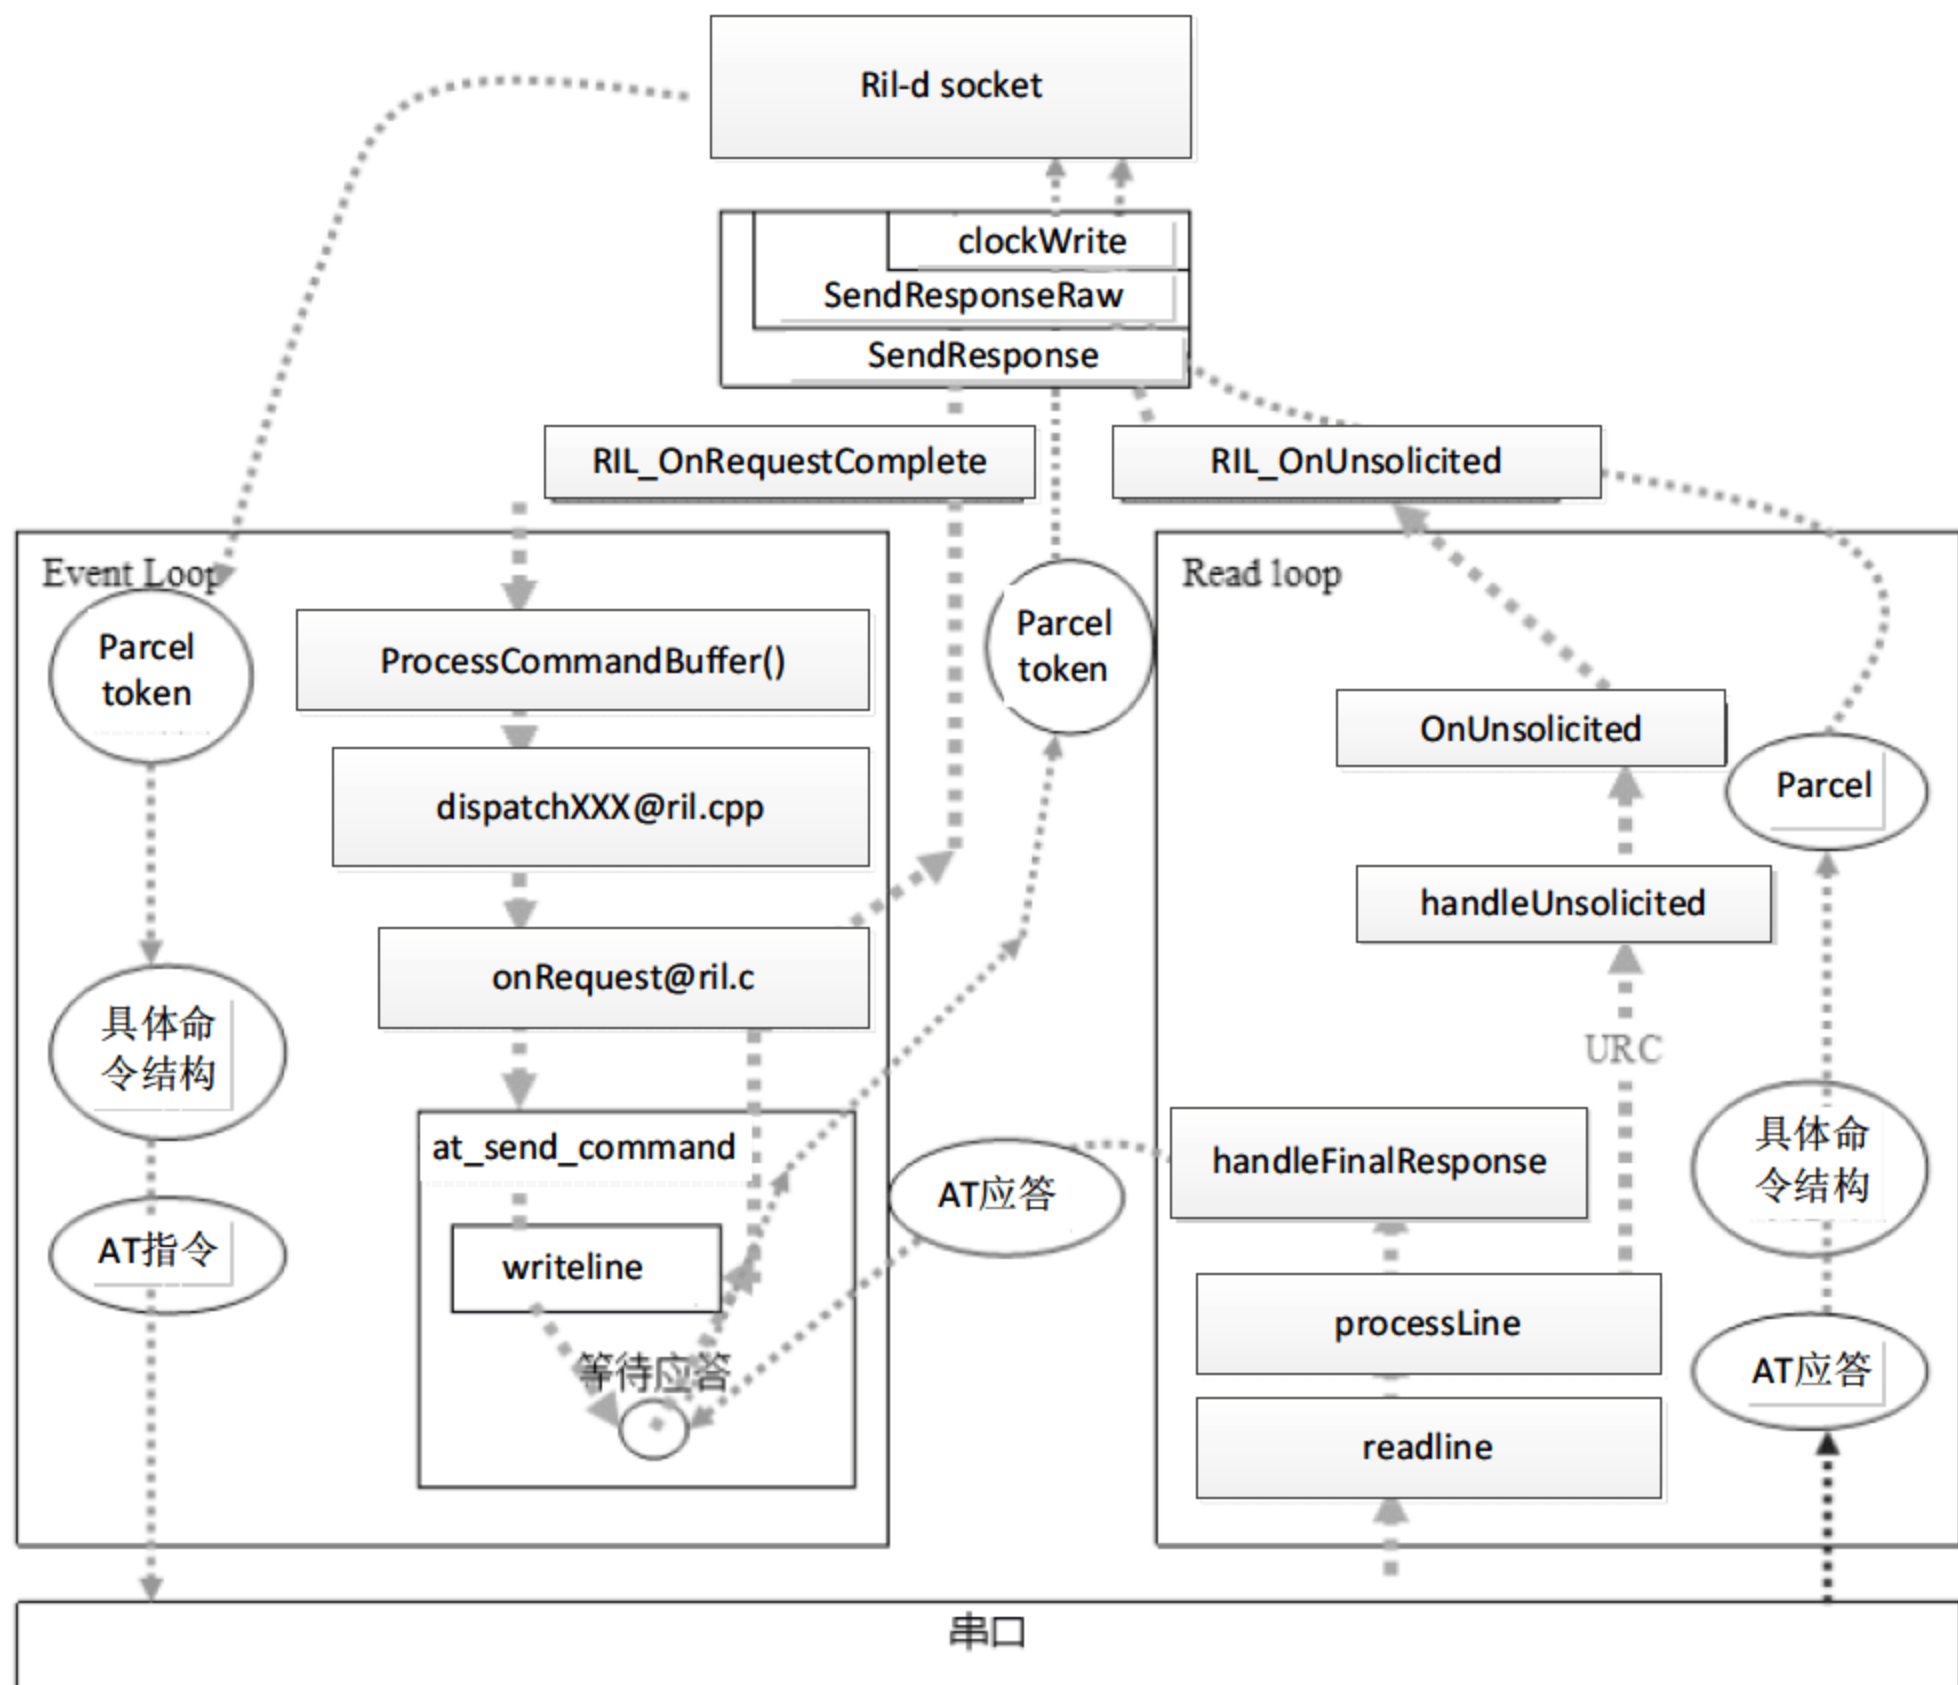 Ril-d socket
clockWrite
SendResponseRaw
SendResponse
RIL_OnRequestComplete
RIL_OnUnsolicited
Event Loop
Parcel
token
ProcessCommandBuffer()
dispatchXXX@ril.cpp
onRequest@ril.c
具体命
令结构
AT指令
at_send_command
writeline
等待应答
Parcel
token
AT应答
Read loop
OnUnsolicited
Parcel
handleUnsolicited
URC
handleFinalResponse
具体命
令结构
processLine
AT应答
readline
串口